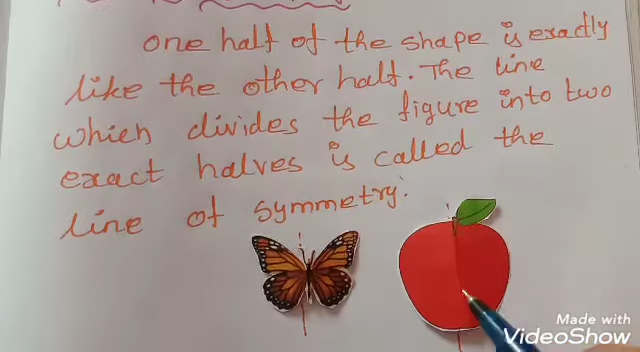 one half of the shape is exactly
like the other half. The line
which divides the figure into two
exact halves is called the
line of symmetry.
Made with
VideoShow